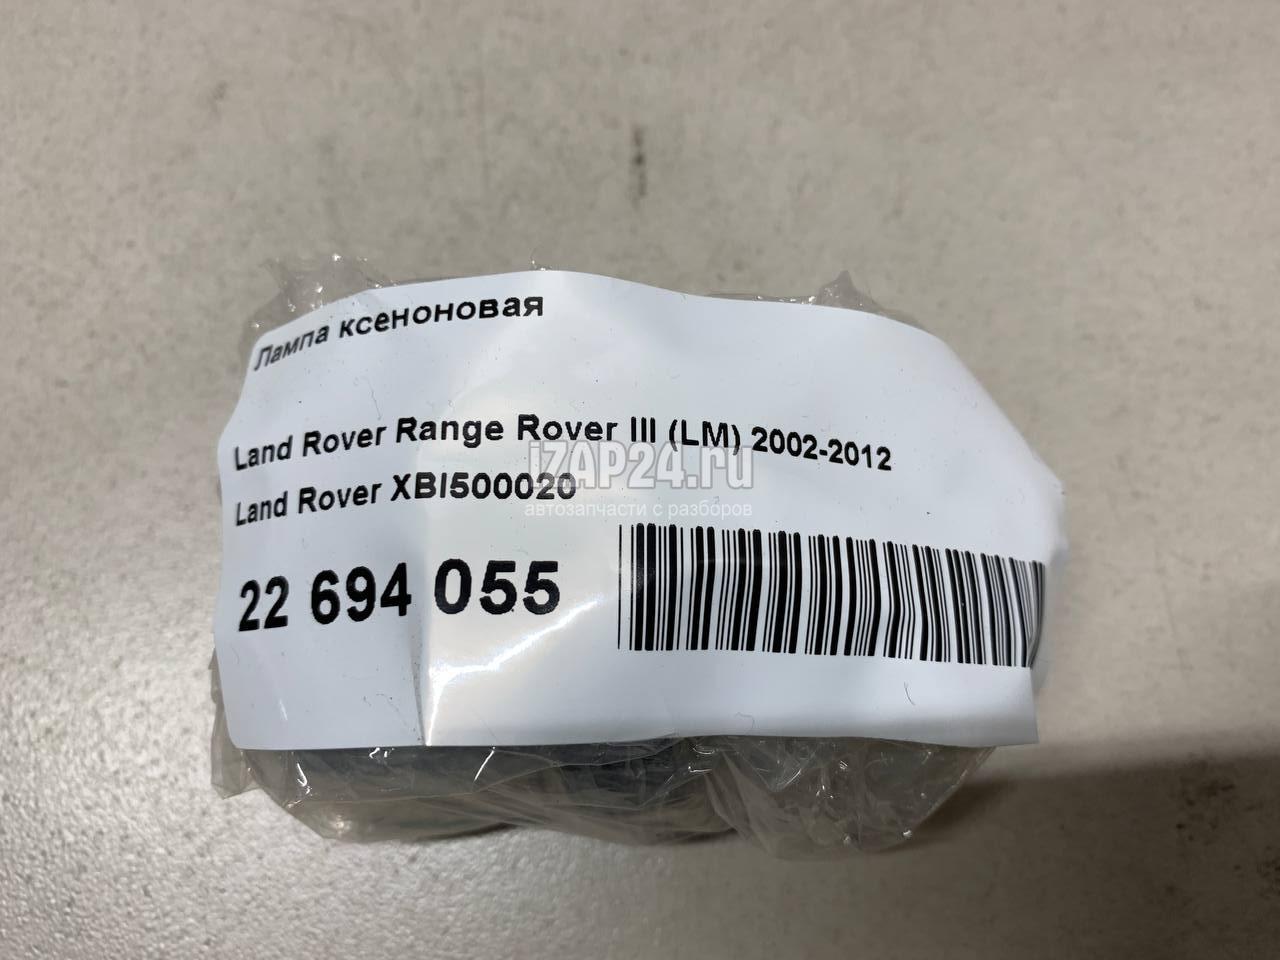 Лампа ксеноновая
Land Rover Range Rover III (LM) 2002-2012
iZAP24.ru
Land Rover XBI500020
автозапчасти с разборов
22 694 055